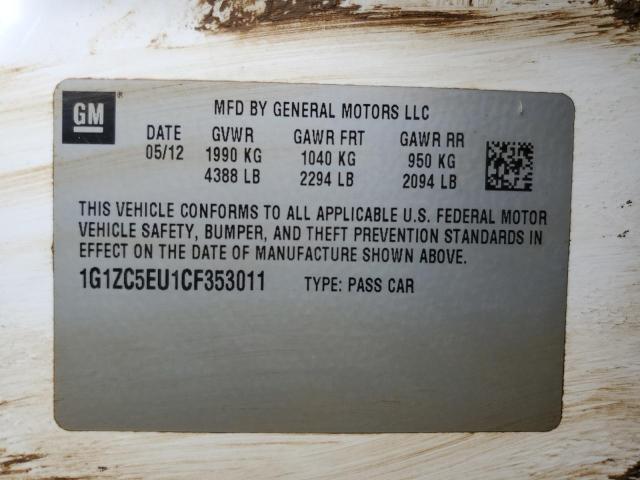 GM
MFD BY GENERAL MOTORS LLC
DATE GVWR GAWR FRT GAWR RR
05/12 1990 KG 1040 KG 950 KG
4388 LB 2294 LB 2094 LB
THIS VEHICLE CONFORMS TO ALL APPLICABLE U.S. FEDERAL MOTOR
VEHICLE SAFETY, BUMPER, AND THEFT PREVENTION STANDARDS IN
EFFECT ON THE DATE OF MANUFACTURE SHOWN ABOVE.
1G1ZC5EU1CF353011 TYPE: PASS CAR